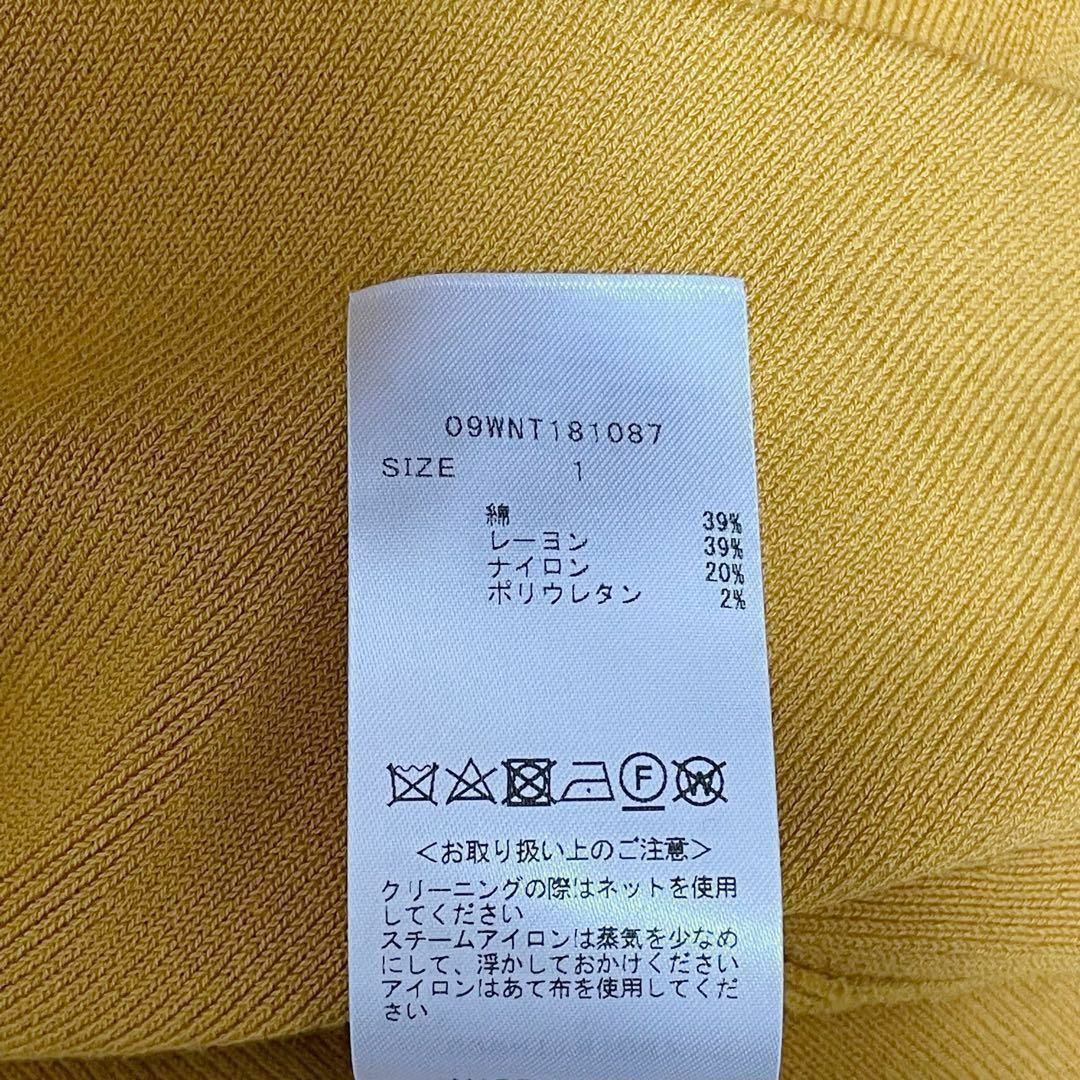 09WNT181087
SIZE 1
綿 39%
レーヨン 39%
ナイロン 20%
ポリウレタン 2%
F W
＜お取り扱い上のご注意＞
クリーニングの際はネットを使用
してください
スチームアイロンは蒸気を少なめ
にして、浮かしておかけください
アイロンはあて布を使用してくだ
さい